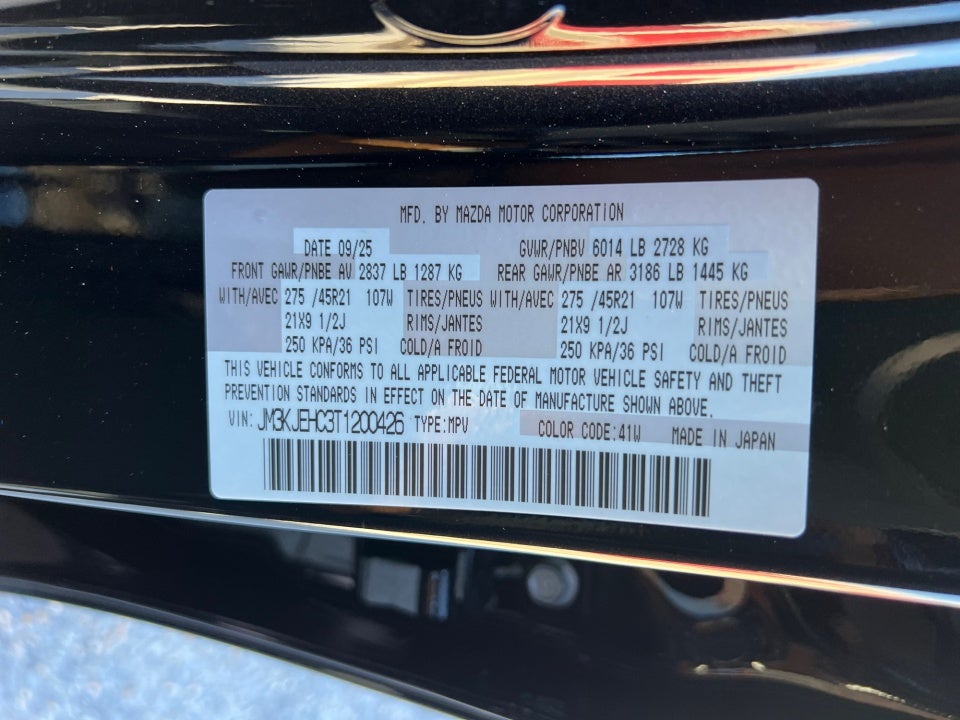 MFD. BY MAZDA MOTOR CORPORATION
DATE 09/25 GVWR/PNBV 6014 LB 2728 KG
FRONT GAWR/PNBE AV 2837 LB 1287 KG REAR GAWR/PNBE AR 3186 LB 1445 KG
WITH/AVEC 275 /45R21 107W TIRES/PNEUS WITH/AVEC 275 /45R21 107W TIRES/PNEUS
21X9 1/2J RIMS/JANTES 21X9 1/2J RIMS/JANTES
250 KPA/36 PSI COLD/A FROID 250 KPA/36 PSI COLD/A FROID
THIS VEHICLE CONFORMS TO ALL APPLICABLE FEDERAL MOTOR VEHICLE SAFETY AND THEFT
PREVENTION STANDARDS IN EFFECT ON THE DATE OF MANUFACTURE SHOWN ABOVE.
VIN: JM3KJEHC3T1200426 TYPE:MPV COLOR CODE:41W MADE IN JAPAN